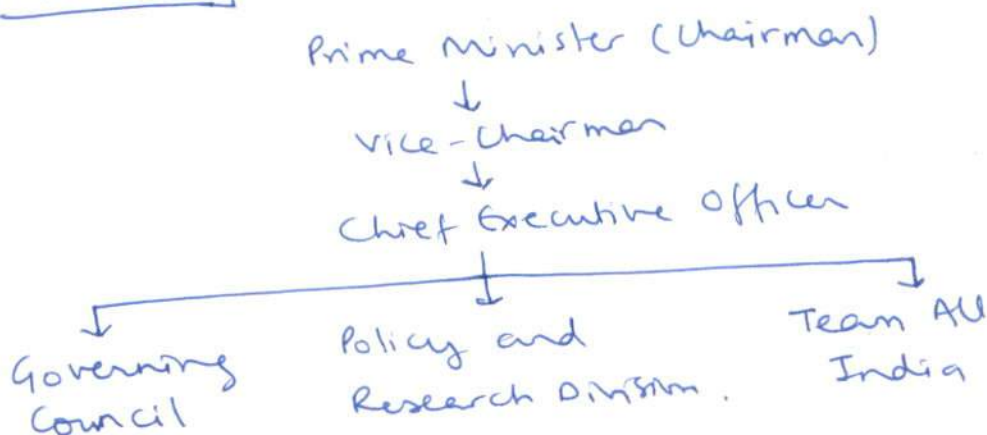 Prime Minister (Chairman)
Vice-Chairman
Chief Executive Officer
Governing
Council
Policy and
Research Division.
Team All
India